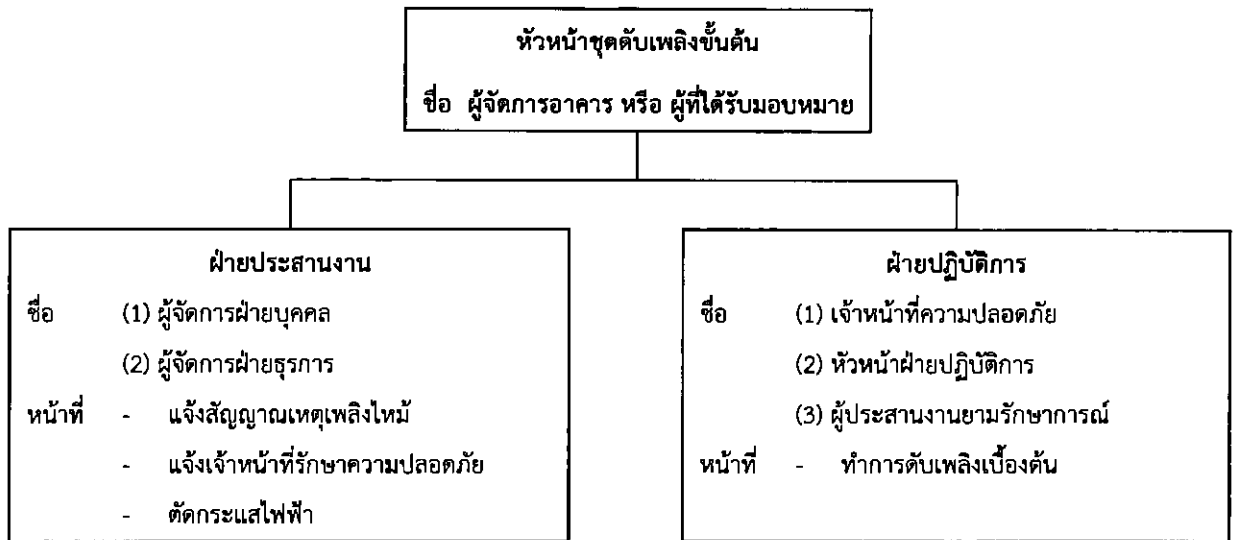 หัวหน้าชุดดับเพลิงขั้นต้น
ชื่อ ผู้จัดการอาคาร หรือ ผู้ที่ได้รับมอบหมาย
ฝ่ายประสานงาน
ชื่อ (1) ผู้จัดการฝ่ายบุคคล
(2) ผู้จัดการฝ่ายธุรการ
หน้าที่ - แจ้งสัญญาณเหตุเพลิงไหม้
- แจ้งเจ้าหน้าที่รักษาความปลอดภัย
- ตัดกระแสไฟฟ้า
ฝ่ายปฏิบัติการ
ชื่อ (1) เจ้าหน้าที่ความปลอดภัย
(2) หัวหน้าฝ่ายปฏิบัติการ
(3) ผู้ประสานงานยามรักษาการณ์
หน้าที่ - ทำการดับเพลิงเบื้องต้น